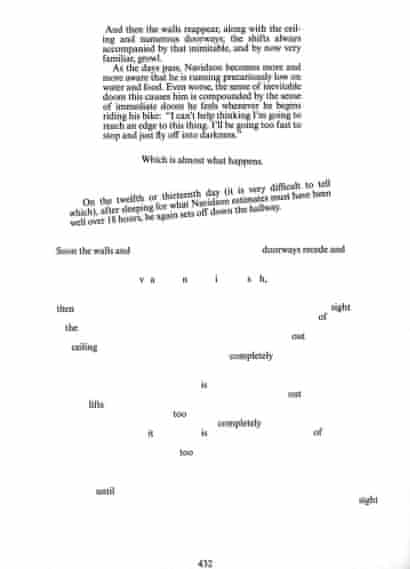 And then the walls reappear, along with the ceil-
ing and numerous doorways; the shifts always
accompanied by that inimitable, and by now very
familiar, growl.
As the days pass, Navidson becomes more and
more aware that he is running precariously low on
water and food. Even worse, the sense of inevitable
doom this causes him is compounded by the sense
of immediate doom he feels whenever he begins
riding his bike: "I can't help thinking I'm going to
reach an edge to this thing. I'll be going too fast to
stop and just fly off into darkness."
Which is almost what happens.
On the twelfth or thirteenth day (it is very difficult to tell
which), after sleeping for what Navidson estimates must have been
well over 18 hours, he again sets off down the hallway.
Soon the walls and doorways recede and
v a n i s h,
then sight
of
the
out
ceiling
completely
is
out
lifts
too
completely
it is of
too
until
sight
432